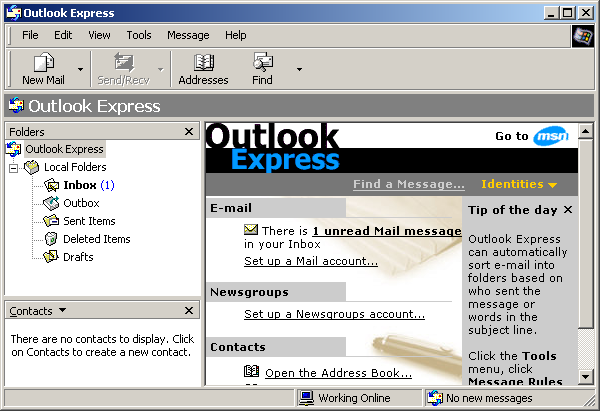 Outlook Express
File Edit View Tools Message Help
New Mail Send/Recv Addresses Find
Outlook Express
Folders
Outlook Express
Local Folders
Inbox (1)
Outbox
Sent Items
Deleted Items
Drafts
Contacts
There are no contacts to display. Click
on Contacts to create a new contact.
Outlook
Express
Go to msn
Find a Message... Identities
E-mail
There is 1 unread Mail message
in your Inbox
Set up a Mail account...
Newsgroups
Set up a Newsgroups account...
Contacts
Open the Address Book...
Tip of the day
Outlook Express
can automatically
sort e-mail into
folders based on
who sent the
message or
words in the
subject line.
Click the Tools
menu, click
Message Rules
Working Online No new messages